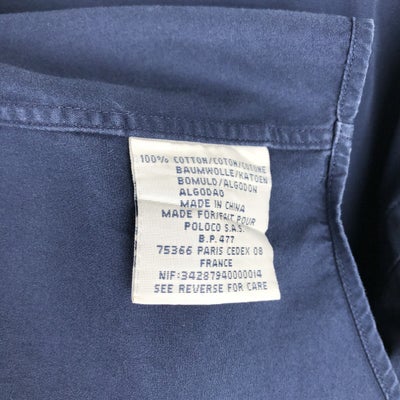 100% COTTON/COTON/COTONE
BAUMWOLLE/KATOEN
BOMULD/ALGODON
ALGODAO
MADE IN CHINA
MADE FOR/FAIT POUR
POLOCO S.A.S.
B.P. 477
75366 PARIS CEDEX 08
FRANCE
NIF:34287940000014
SEE REVERSE FOR CARE